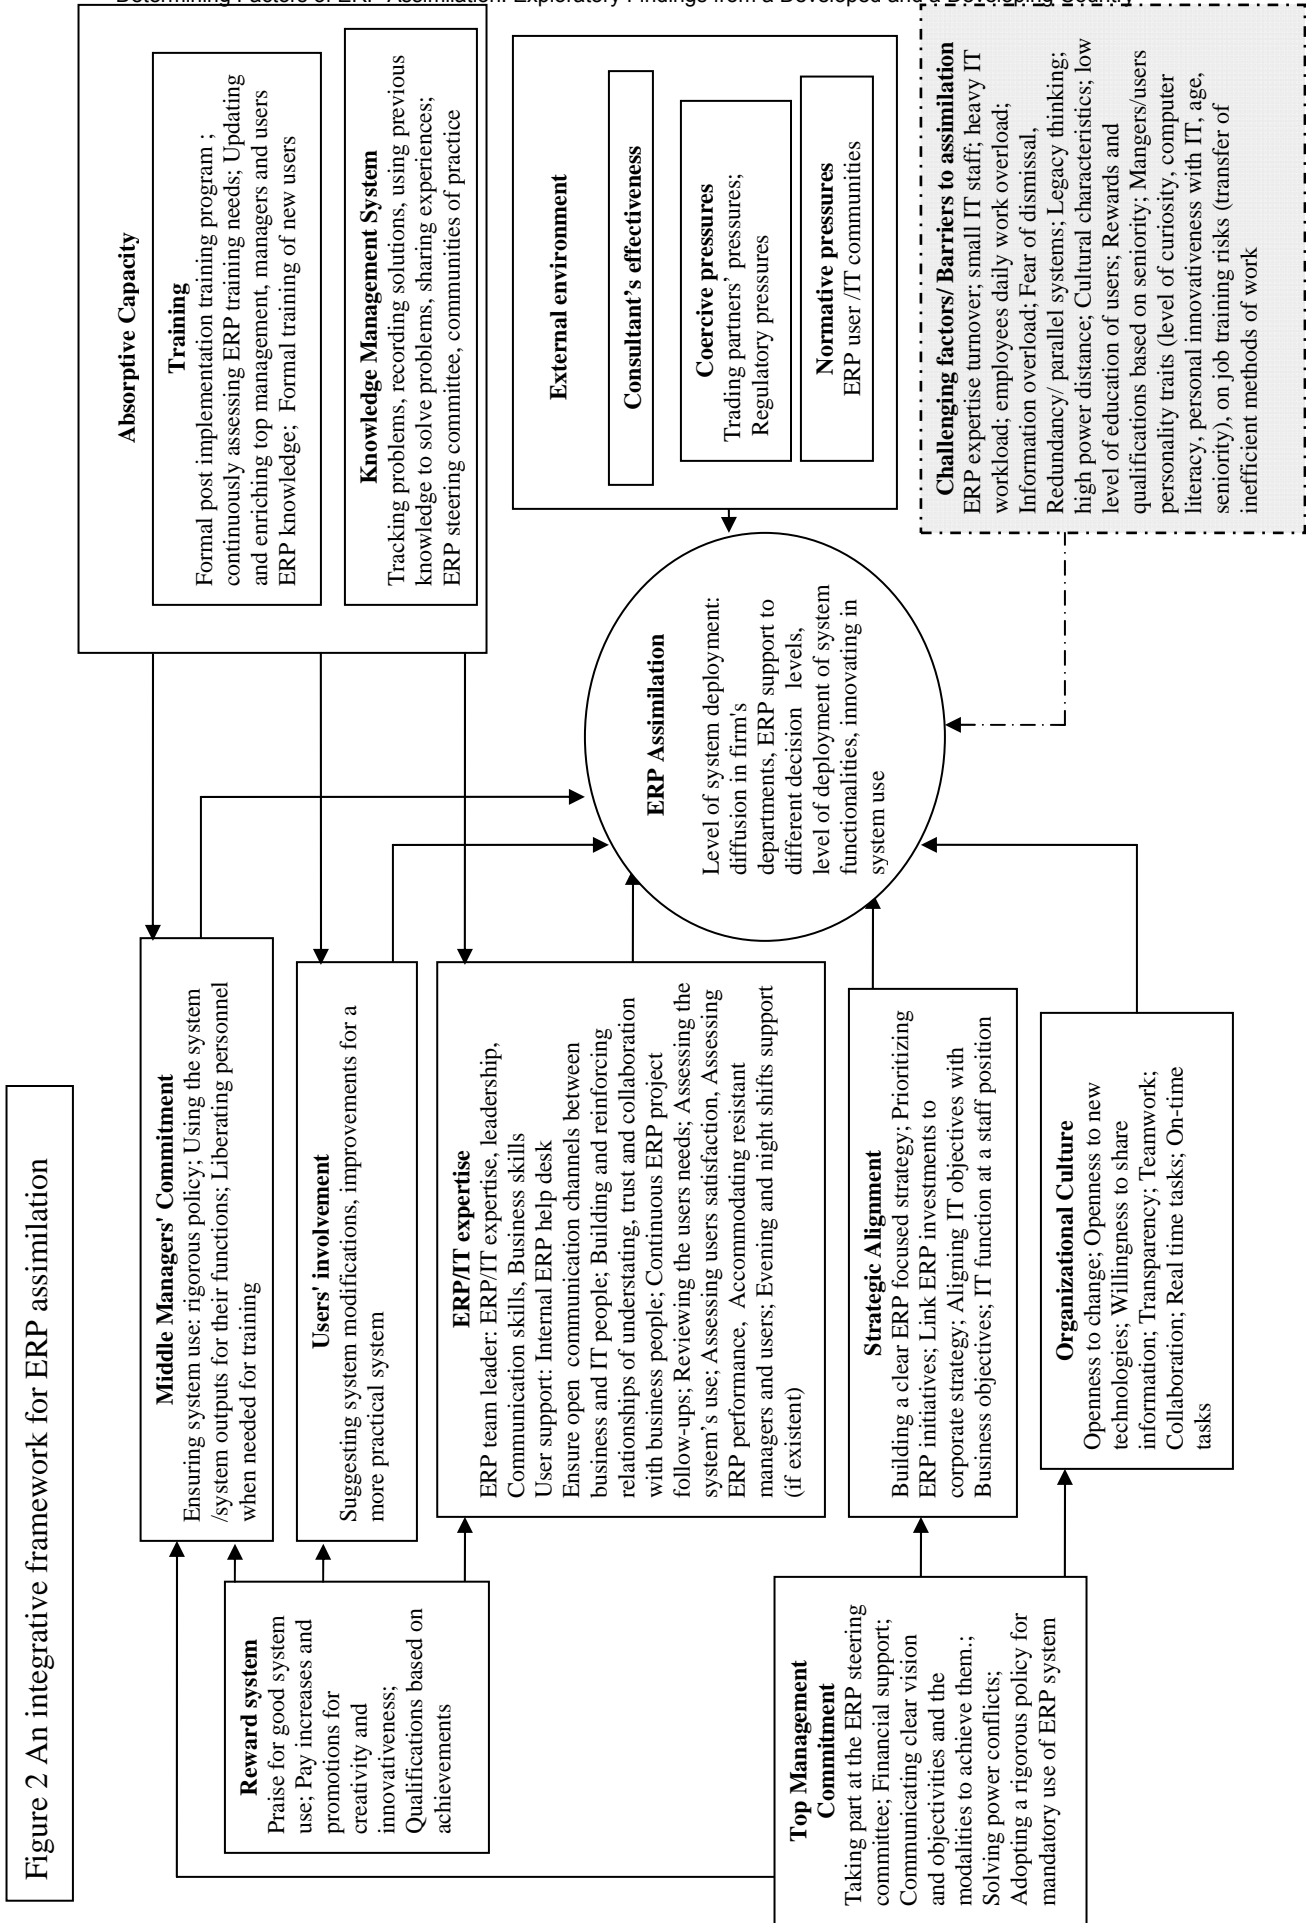 Determining Factors of ERP Assimilation: Exploratory Findings from a Developed and a Developing Country
Figure 2 An integrative framework for ERP assimilation
Reward system
Praise for good system
use; Pay increases and
promotions for
creativity and
innovativeness;
Qualifications based on
achievements
Top Management
Commitment
Taking part at the ERP steering
committee; Financial support;
Communicating clear vision
and objectivities and the
modalities to achieve them.;
Solving power conflicts;
Adopting a rigorous policy for
mandatory use of ERP system
Middle Managers' Commitment
Ensuring system use: rigorous policy; Using the system
/system outputs for their functions; Liberating personnel
when needed for training
Users' involvement
Suggesting system modifications, improvements for a
more practical system
ERP/IT expertise
ERP team leader: ERP/IT expertise, leadership,
Communication skills, Business skills
User support: Internal ERP help desk
Ensure open communication channels between
business and IT people; Building and reinforcing
relationships of understating, trust and collaboration
with business people; Continuous ERP project
follow-ups; Reviewing the users needs; Assessing the
system's use; Assessing users satisfaction, Assessing
ERP performance, Accommodating resistant
managers and users; Evening and night shifts support
(if existent)
Strategic Alignment
Building a clear ERP focused strategy; Prioritizing
ERP initiatives; Link ERP investments to
corporate strategy; Aligning IT objectives with
Business objectives; IT function at a staff position
Organizational Culture
Openness to change; Openness to new
technologies; Willingness to share
information; Transparency; Teamwork;
Collaboration; Real time tasks; On-time
tasks
ERP Assimilation
Level of system deployment:
diffusion in firm's
departments, ERP support to
different decision levels,
level of deployment of system
functionalities, innovating in
system use
Absorptive Capacity
Training
Formal post implementation training program ;
continuously assessing ERP training needs; Updating
and enriching top management, managers and users
ERP knowledge; Formal training of new users
Knowledge Management System
Tracking problems, recording solutions, using previous
knowledge to solve problems, sharing experiences;
ERP steering committee, communities of practice
External environment
Consultant's effectiveness
Coercive pressures
Trading partners' pressures;
Regulatory pressures
Normative pressures
ERP user /IT communities
Challenging factors/ Barriers to assimilation
ERP expertise turnover; small IT staff; heavy IT
workload; employees daily work overload;
Information overload; Fear of dismissal,
Redundancy/ parallel systems; Legacy thinking;
high power distance; Cultural characteristics; low
level of education of users; Rewards and
qualifications based on seniority; Mangers/users
personality traits (level of curiosity, computer
literacy, personal innovativeness with IT, age,
seniority), on job training risks (transfer of
inefficient methods of work